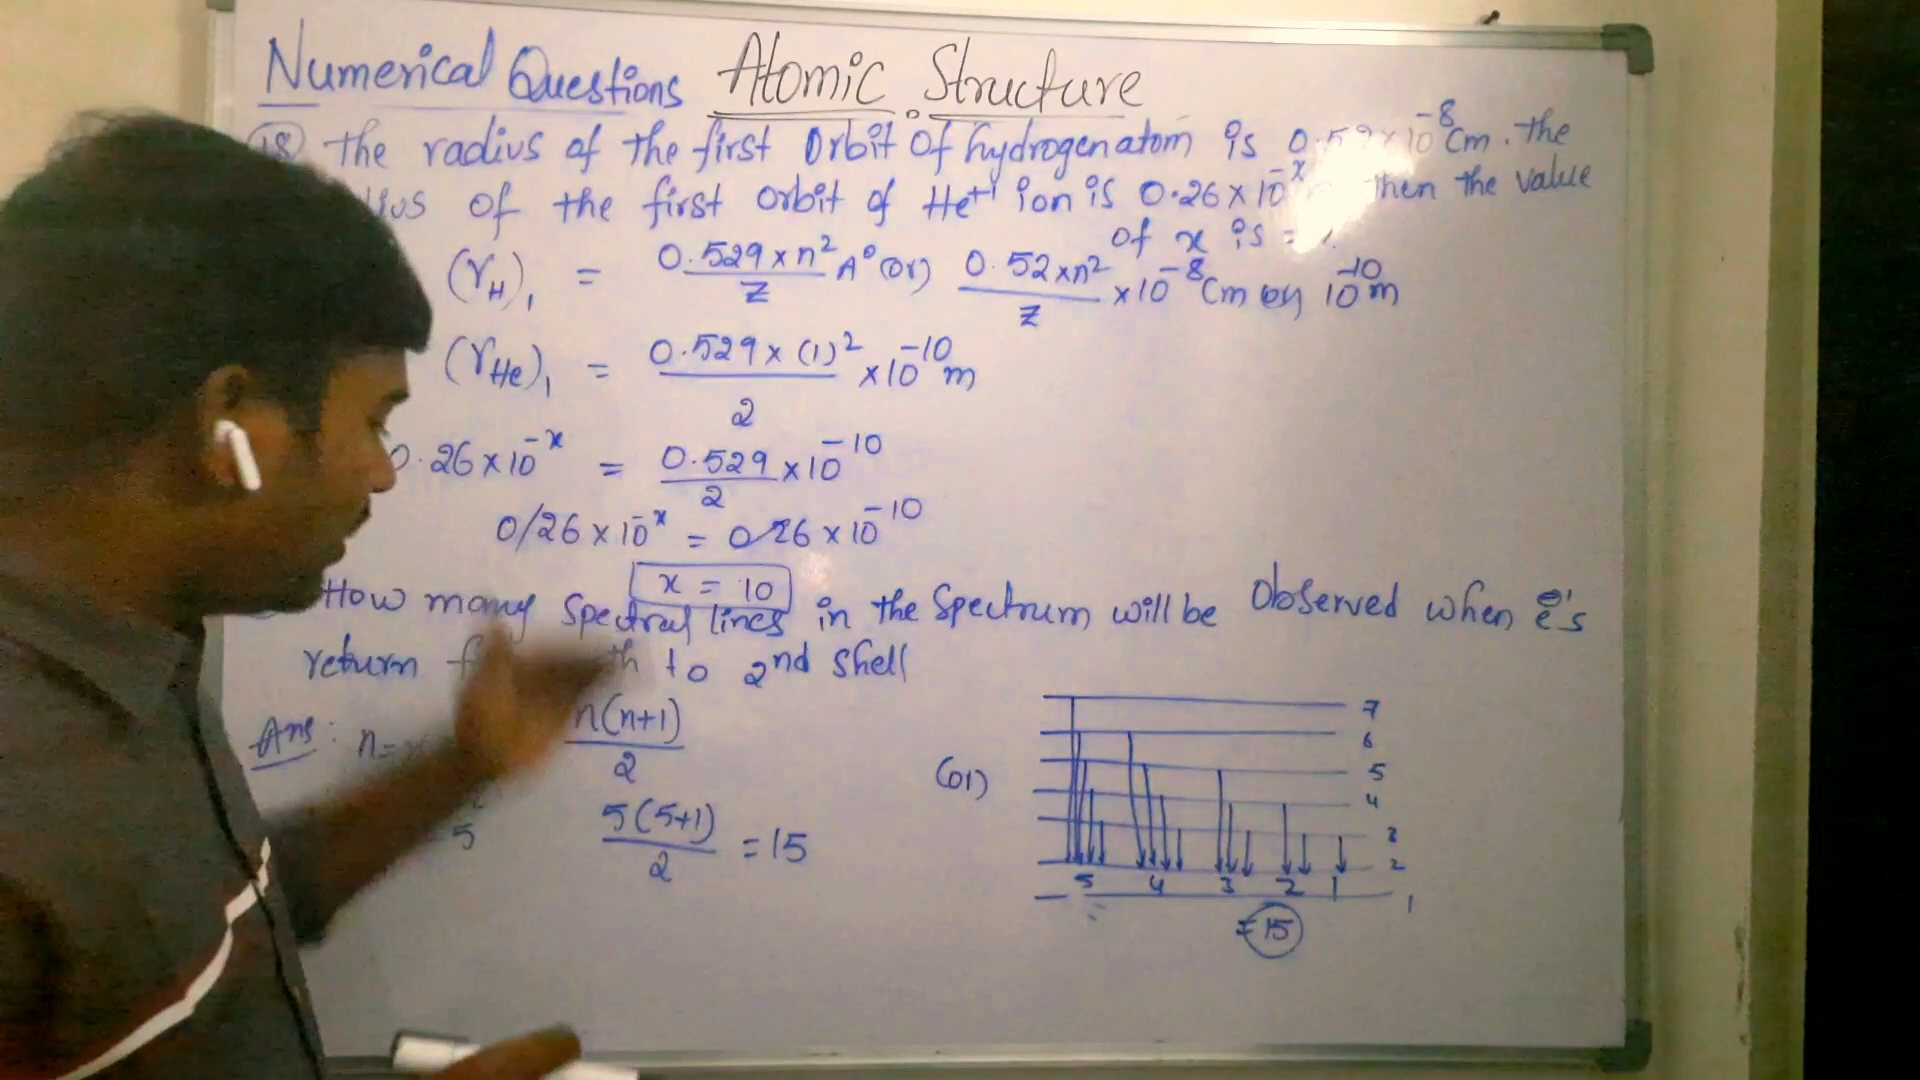 Numerical Questions Atomic Structure
18 The radius of the first Orbit of hydrogen atom is 0.52×10⁻⁸ Cm. The
of the first orbit of He⁺¹ ion is 0.26 × 10⁻ˣ then the value
of x is =
(rH)₁ = 0.529 × n² / Z A° (or) 0.52 × n² / Z × 10⁻⁸ Cm (or) 10⁻¹⁰ m
(rHe)₁ = 0.529 × (1)² / 2 × 10⁻¹⁰ m
0.26 × 10⁻ˣ = 0.529 / 2 × 10⁻¹⁰
0.26 × 10⁻ˣ = 0.26 × 10⁻¹⁰
x = 10
How many Spectral lines in the Spectrum will be Observed when e⁻'s
return th to 2nd Shell
Ans: n= n(n+1) / 2
5 5(5+1) / 2 = 15
(or)
7
6
5
4
3
2
5 4 3 2 1
1
= 15